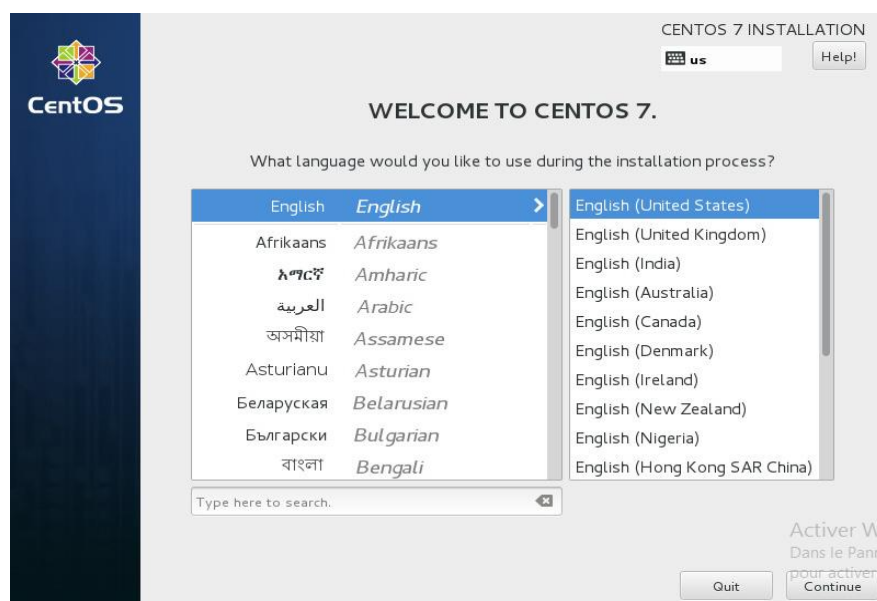 CENTOS 7 INSTALLATION
us
Help!
CentOS
WELCOME TO CENTOS 7.
What language would you like to use during the installation process?
English English
Afrikaans Afrikaans
አማርኛ Amharic
العربية Arabic
অসমীয়া Assamese
Asturianu Asturian
Беларуская Belarusian
Български Bulgarian
বাংলা Bengali
English (United States)
English (United Kingdom)
English (India)
English (Australia)
English (Canada)
English (Denmark)
English (Ireland)
English (New Zealand)
English (Nigeria)
English (Hong Kong SAR China)
Type here to search.
Activer W
Dans le Pann
pour activer
Quit
Continue